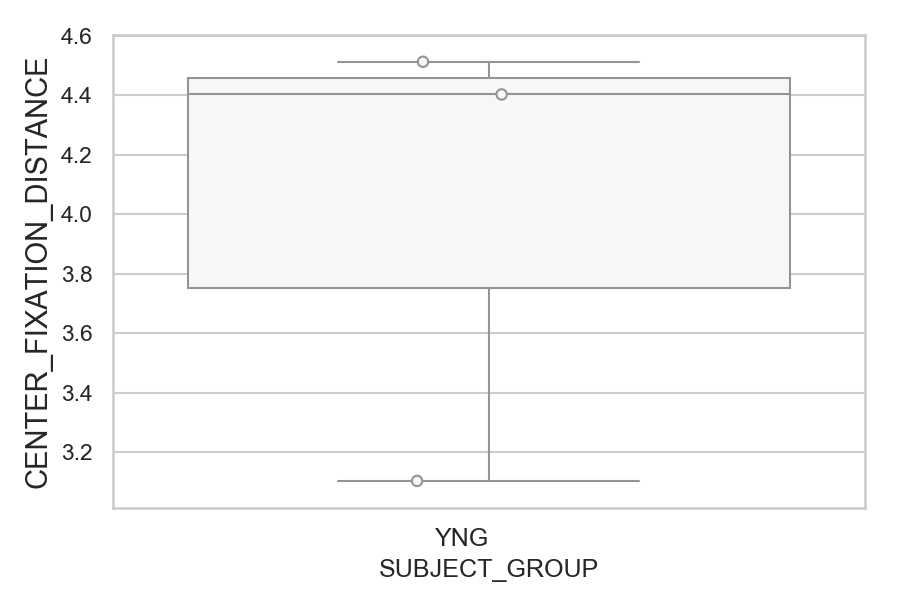 CENTER_FIXATION_DISTANCE
4.6
4.4
4.2
4.0
3.8
3.6
3.4
3.2
YNG
SUBJECT_GROUP